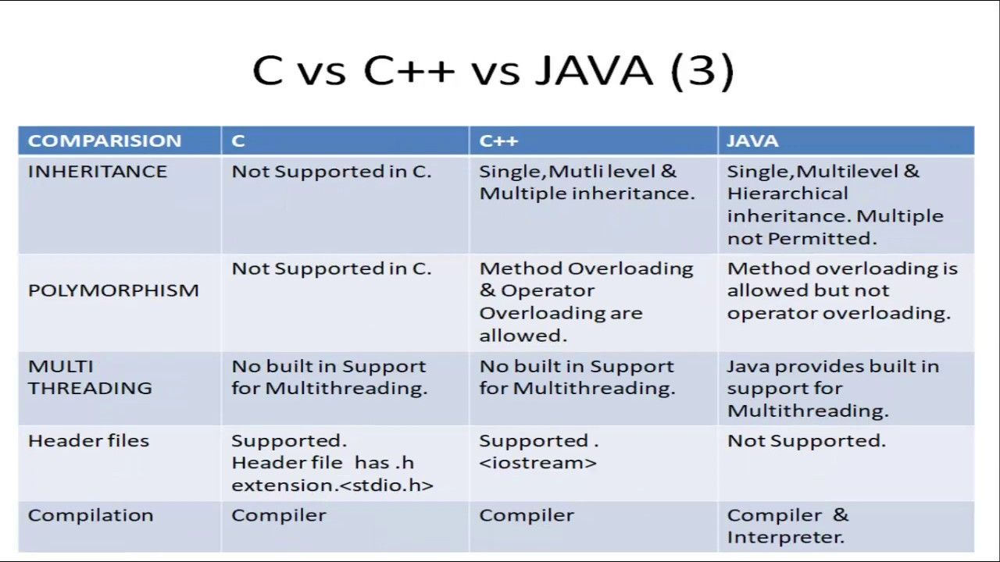 C vs C++ vs JAVA (3)
COMPARISION
C
C++
JAVA
INHERITANCE
Not Supported in C.
Single,Mutli level &
Multiple inheritance.
Single,Multilevel &
Hierarchical
inheritance. Multiple
not Permitted.
POLYMORPHISM
Not Supported in C.
Method Overloading
& Operator
Overloading are
allowed.
Method overloading is
allowed but not
operator overloading.
MULTI
THREADING
No built in Support
for Multithreading.
No built in Support
for Multithreading.
Java provides built in
support for
Multithreading.
Header files
Supported.
Header file has .h
extension.<stdio.h>
Supported .
<iostream>
Not Supported.
Compilation
Compiler
Compiler
Compiler &
Interpreter.